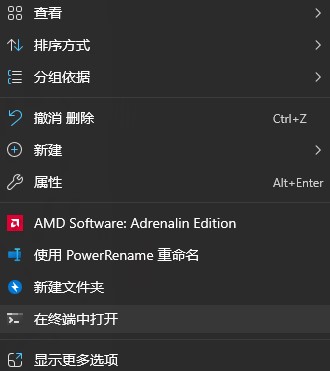 查看
排序方式
分组依据
撤消 删除 Ctrl+Z
新建
属性 Alt+Enter
AMD Software: Adrenalin Edition
使用 PowerRename 重命名
新建文件夹
在终端中打开
显示更多选项